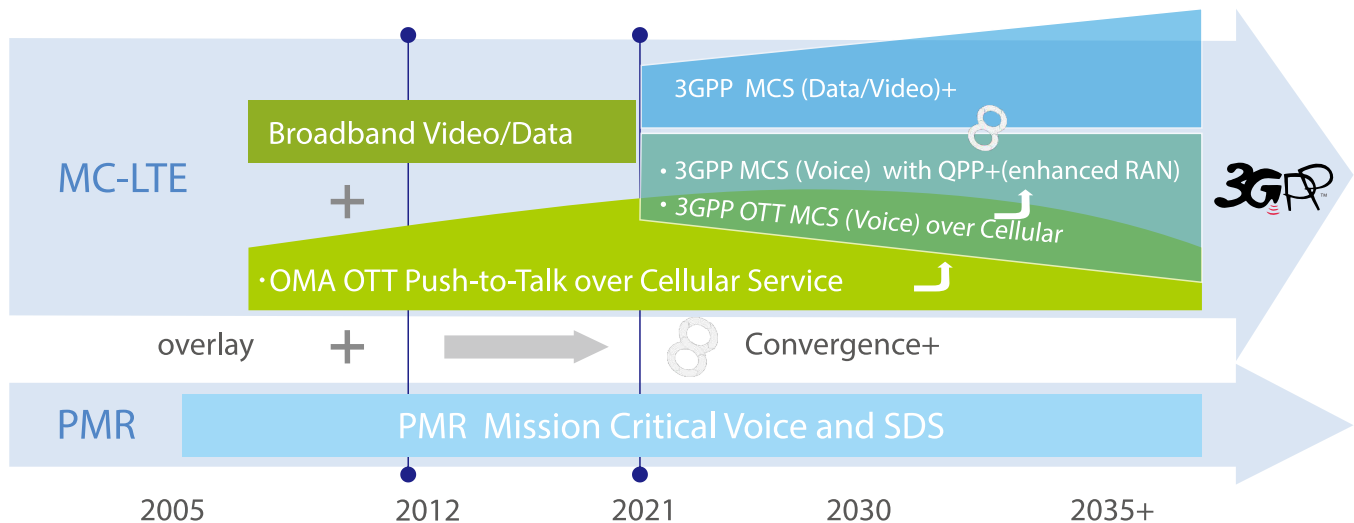 3GPP MCS (Data/Video)+
Broadband Video/Data
MC-LTE
• 3GPP MCS (Voice) with QPP+(enhanced RAN)
• 3GPP OTT MCS (Voice) over Cellular
3GPP™
+
• OMA OTT Push-to-Talk over Cellular Service
overlay + Convergence+
PMR
PMR Mission Critical Voice and SDS
2005 2012 2021 2030 2035+